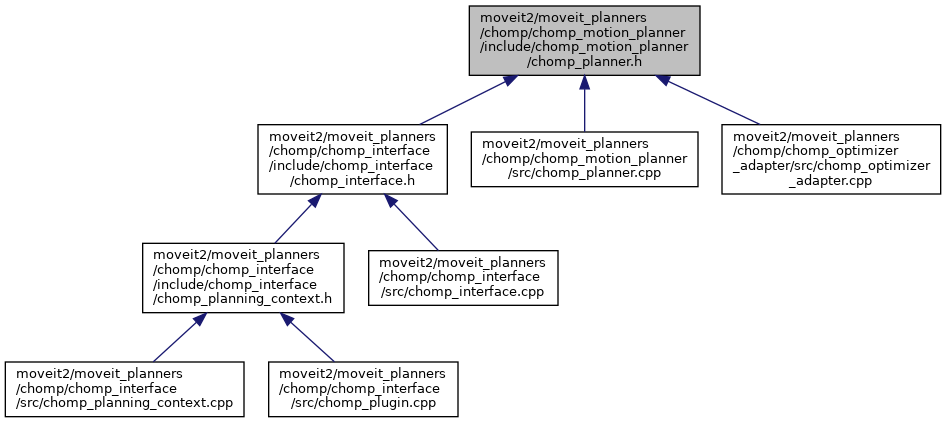 moveit2/moveit_planners
/chomp/chomp_motion_planner
/include/chomp_motion_planner
/chomp_planner.h
moveit2/moveit_planners
/chomp/chomp_interface
/include/chomp_interface
/chomp_interface.h
moveit2/moveit_planners
/chomp/chomp_motion_planner
/src/chomp_planner.cpp
moveit2/moveit_planners
/chomp/chomp_optimizer
_adapter/src/chomp_optimizer
_adapter.cpp
moveit2/moveit_planners
/chomp/chomp_interface
/include/chomp_interface
/chomp_planning_context.h
moveit2/moveit_planners
/chomp/chomp_interface
/src/chomp_interface.cpp
moveit2/moveit_planners
/chomp/chomp_interface
/src/chomp_planning_context.cpp
moveit2/moveit_planners
/chomp/chomp_interface
/src/chomp_plugin.cpp